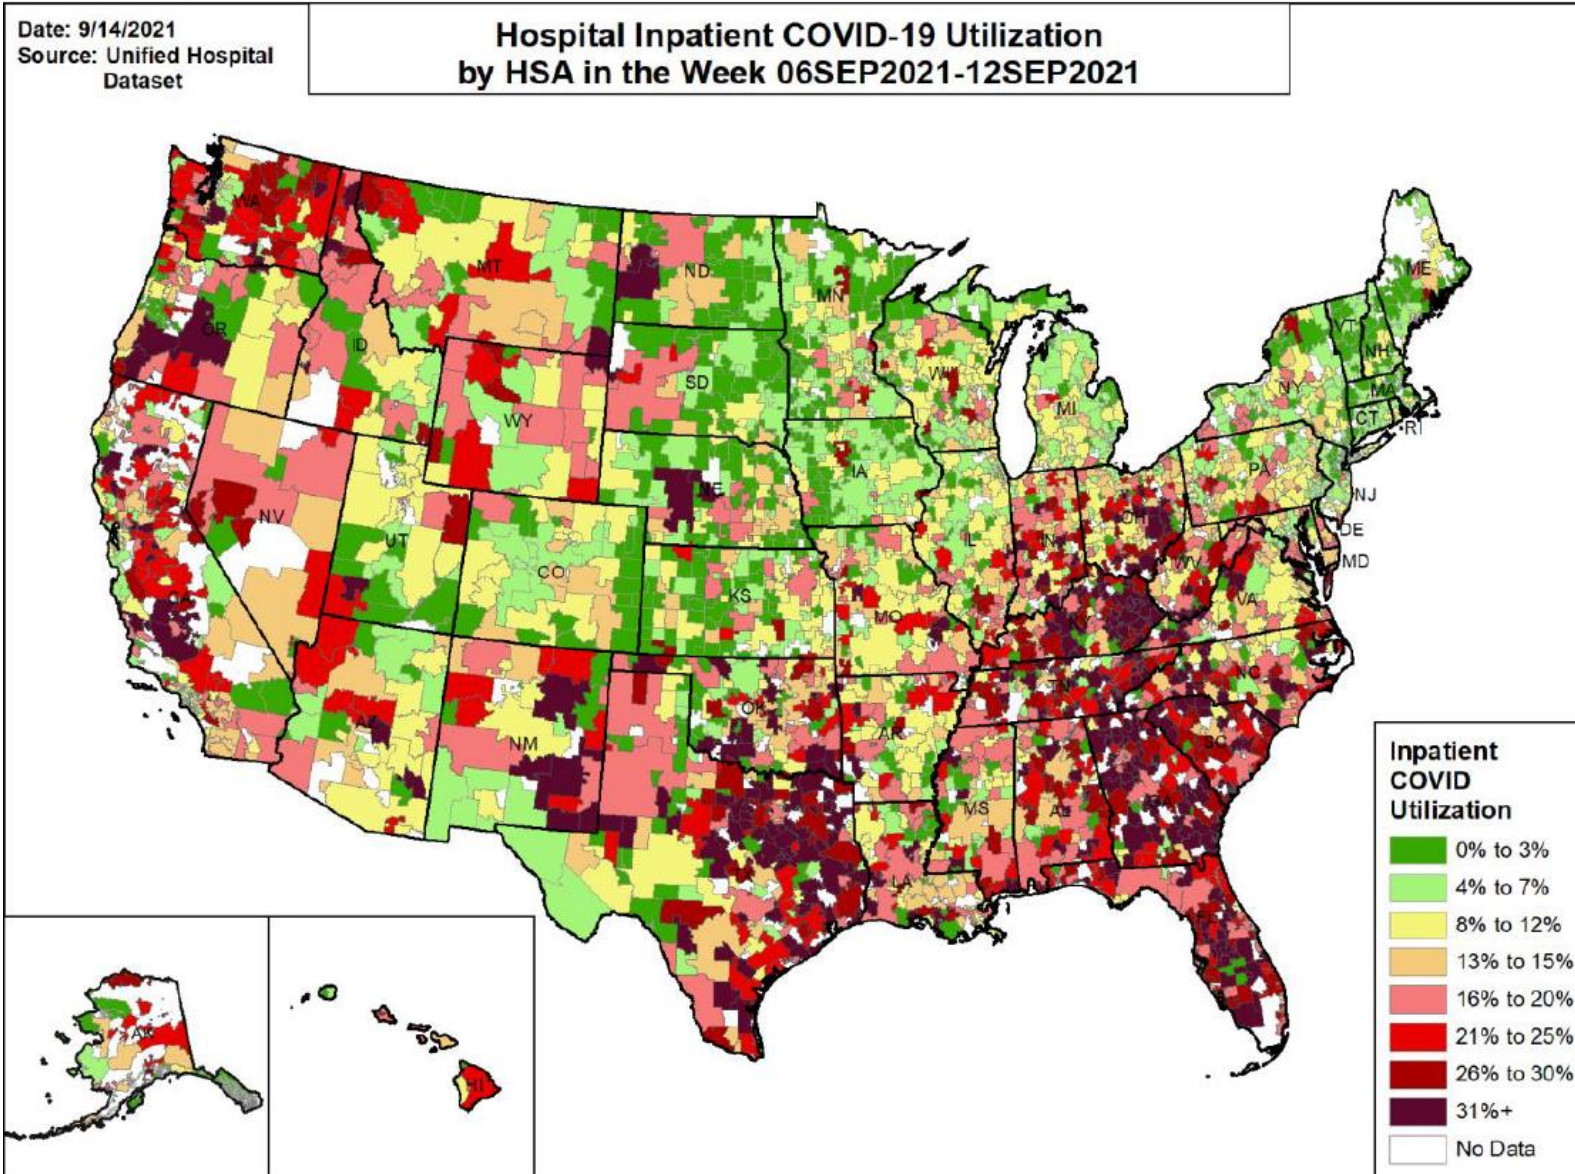 Date: 9/14/2021
Source: Unified Hospital
Dataset
Hospital Inpatient COVID-19 Utilization
by HSA in the Week 06SEP2021-12SEP2021
WA
MT
ND
MN
ME
OR
ID
SD
WI
VT
NH
NY
MA
WY
MI
CT
RI
IA
NE
PA
NJ
NV
UT
IL
IN
OH
DE
MD
CO
WV
CA
KS
MO
KY
VA
NC
TN
OK
AZ
NM
AR
SC
MS
AL
GA
LA
FL
AK
HI
Inpatient
COVID
Utilization
0% to 3%
4% to 7%
8% to 12%
13% to 15%
16% to 20%
21% to 25%
26% to 30%
31%+
No Data